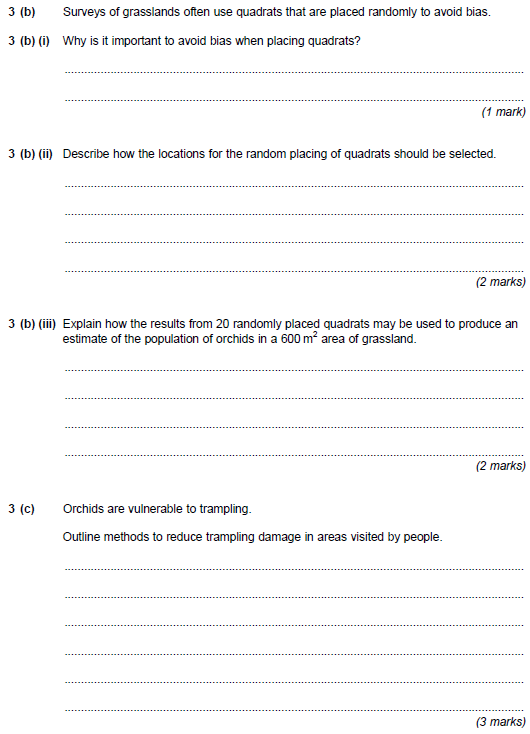 3 (b) Surveys of grasslands often use quadrats that are placed randomly to avoid bias.
3 (b) (i) Why is it important to avoid bias when placing quadrats?
(1 mark)
3 (b) (ii) Describe how the locations for the random placing of quadrats should be selected.
(2 marks)
3 (b) (iii) Explain how the results from 20 randomly placed quadrats may be used to produce an
estimate of the population of orchids in a 600 m² area of grassland.
(2 marks)
3 (c) Orchids are vulnerable to trampling.
Outline methods to reduce trampling damage in areas visited by people.
(3 marks)